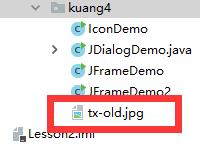 kuang4
IconDemo
JDialogDemo.java
JFrameDemo
JFrameDemo2
tx-old.jpg
Lesson2.iml